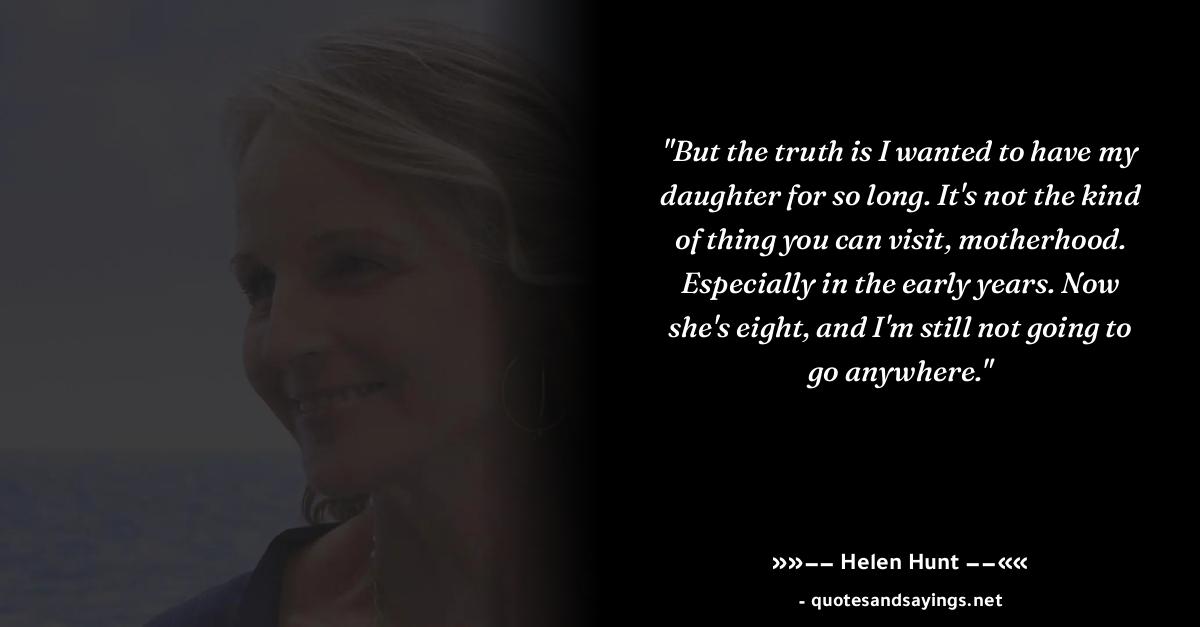 "But the truth is I wanted to have my
daughter for so long. It's not the kind
of thing you can visit, motherhood.
Especially in the early years. Now
she's eight, and I'm still not going to
go anywhere."
»»–– Helen Hunt ––««
- quotesandsayings.net